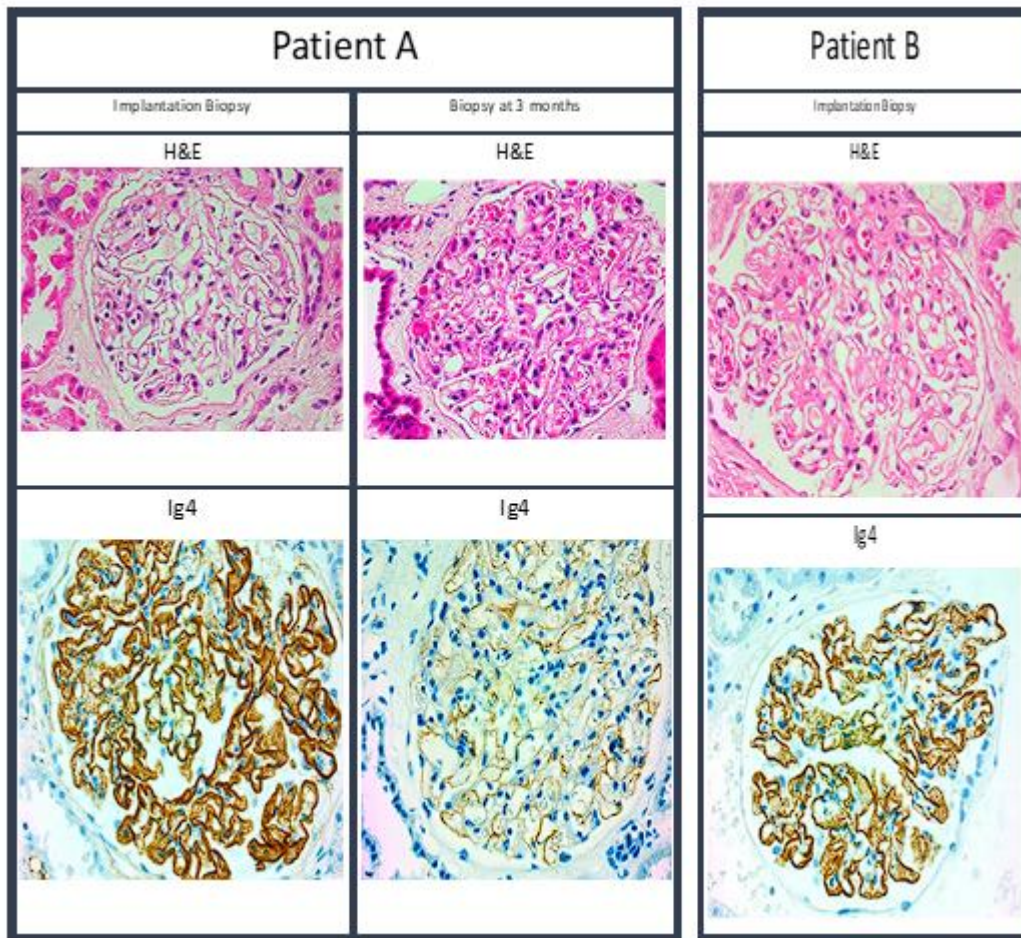 Patient A
Implantation Biopsy
Biopsy at 3 months
H&E
H&E
Ig4
Ig4
Patient B
Implantation Biopsy
H&E
Ig4